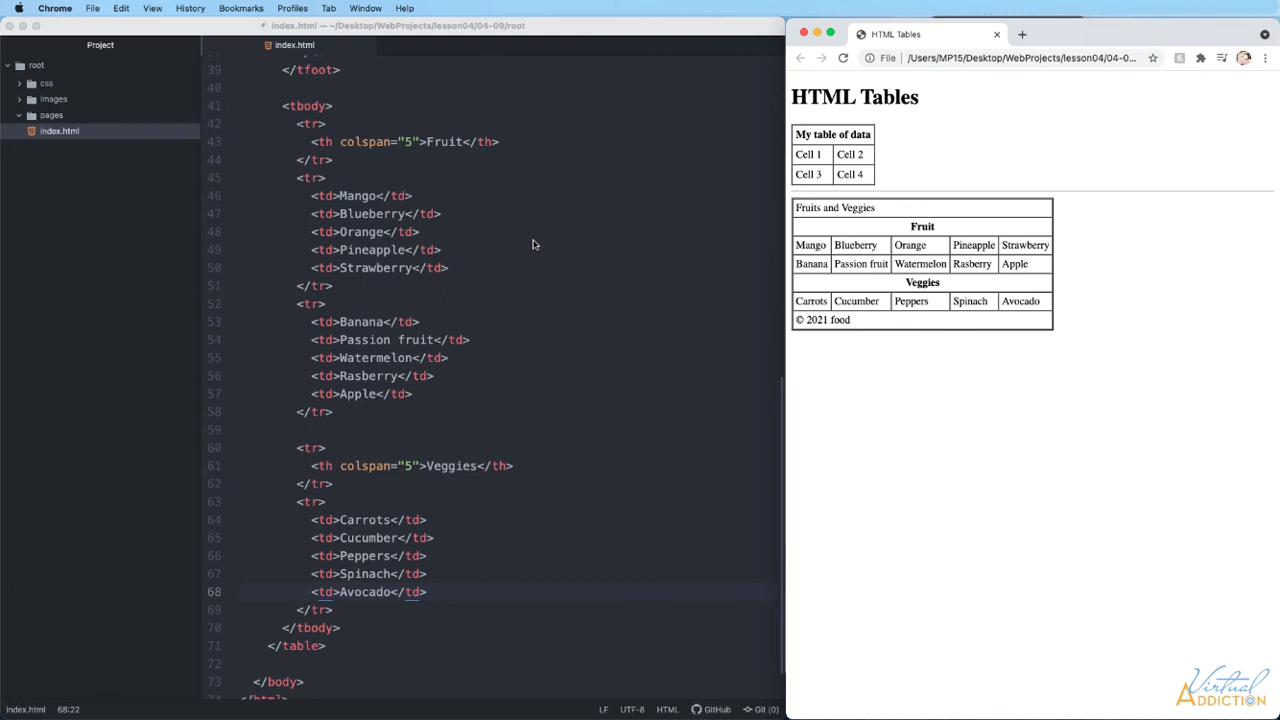 Chrome File Edit View History Bookmarks Profiles Tab Window Help
index.html — ~/Desktop/WebProjects/lesson04/04-09/root
Project
index.html
root
css
images
pages
index.html
39 </tfoot>
40
41 <tbody>
42 <tr>
43 <th colspan="5">Fruit</th>
44 </tr>
45 <tr>
46 <td>Mango</td>
47 <td>Blueberry</td>
48 <td>Orange</td>
49 <td>Pineapple</td>
50 <td>Strawberry</td>
51 </tr>
52 <tr>
53 <td>Banana</td>
54 <td>Passion fruit</td>
55 <td>Watermelon</td>
56 <td>Rasberry</td>
57 <td>Apple</td>
58 </tr>
59
60 <tr>
61 <th colspan="5">Veggies</th>
62 </tr>
63 <tr>
64 <td>Carrots</td>
65 <td>Cucumber</td>
66 <td>Peppers</td>
67 <td>Spinach</td>
68 <td>Avocado</td>
69 </tr>
70 </tbody>
71 </table>
72
73 </body>
index.html 68:22 LF UTF-8 HTML GitHub Git (0)
HTML Tables
File /Users/MP15/Desktop/WebProjects/lesson04/04-0...
HTML Tables
My table of data
Cell 1 Cell 2
Cell 3 Cell 4
Fruits and Veggies
Fruit
Mango Blueberry Orange Pineapple Strawberry
Banana Passion fruit Watermelon Rasberry Apple
Veggies
Carrots Cucumber Peppers Spinach Avocado
© 2021 food
Virtual
ADDICTION